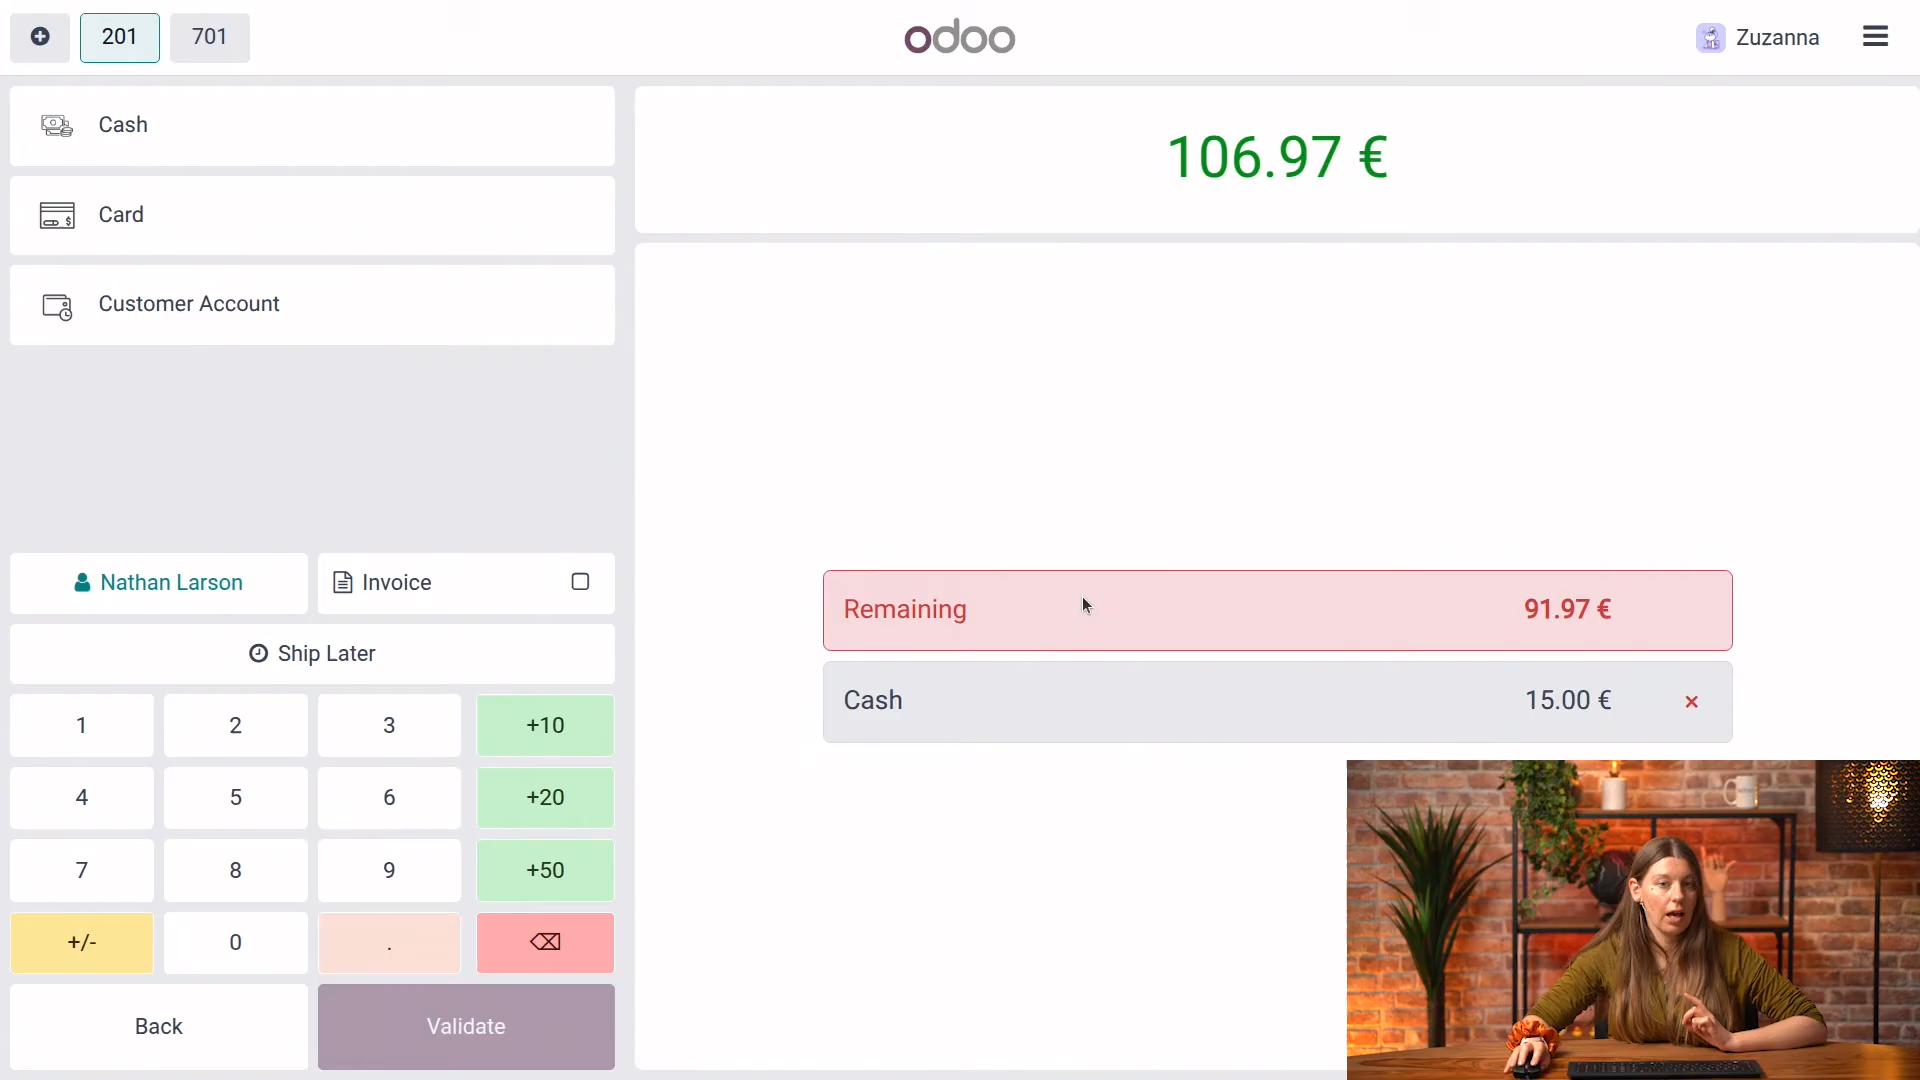 201
701
odoo
Zuzanna
Cash
Card
Customer Account
106.97 €
Nathan Larson
Invoice
Ship Later
Remaining 91.97 €
Cash 15.00 € ×
1 2 3 +10
4 5 6 +20
7 8 9 +50
+/- 0 .
Back
Validate